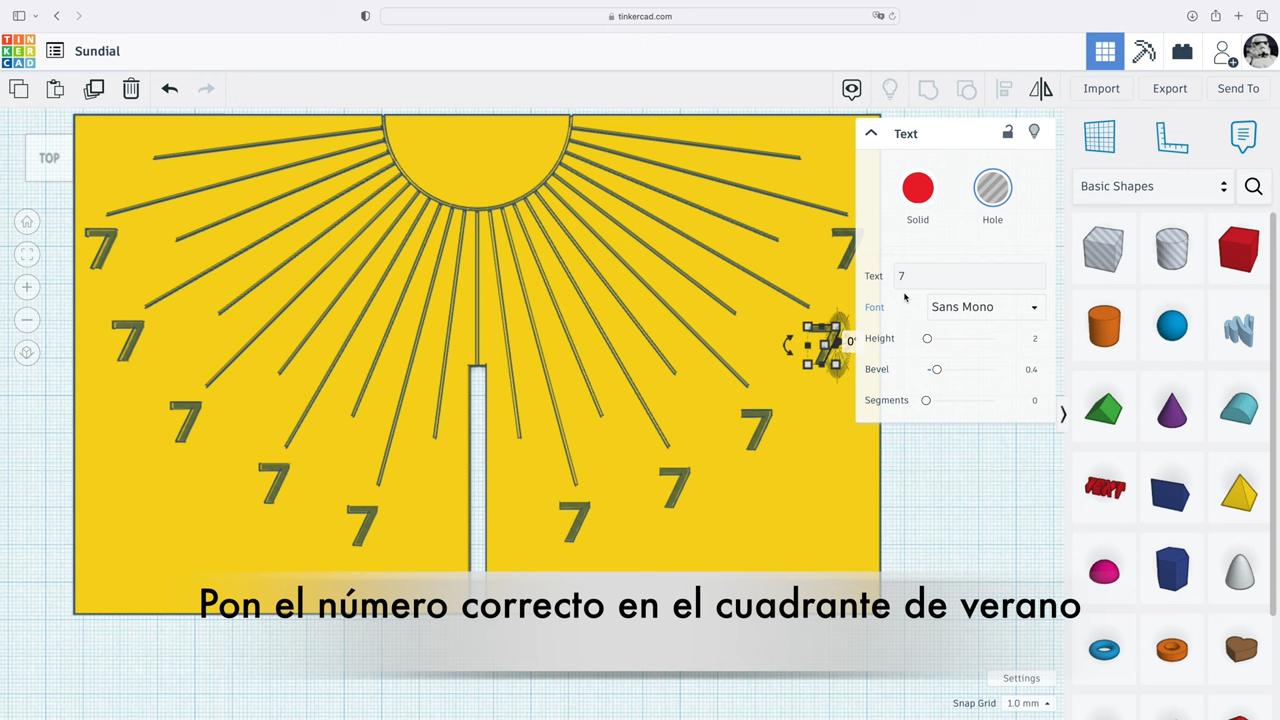 tinkercad.com
TIN
KER
CAD
Sundial
Import
Export
Send To
TOP
Text
Solid
Hole
Basic Shapes
Text
7
Font
Sans Mono
Height
2
Bevel
0.4
Segments
0
7
7
7
7
0
7
7
7
7
7
7
TEXT
Pon el número correcto en el cuadrante de verano
Settings
Snap Grid
1.0 mm